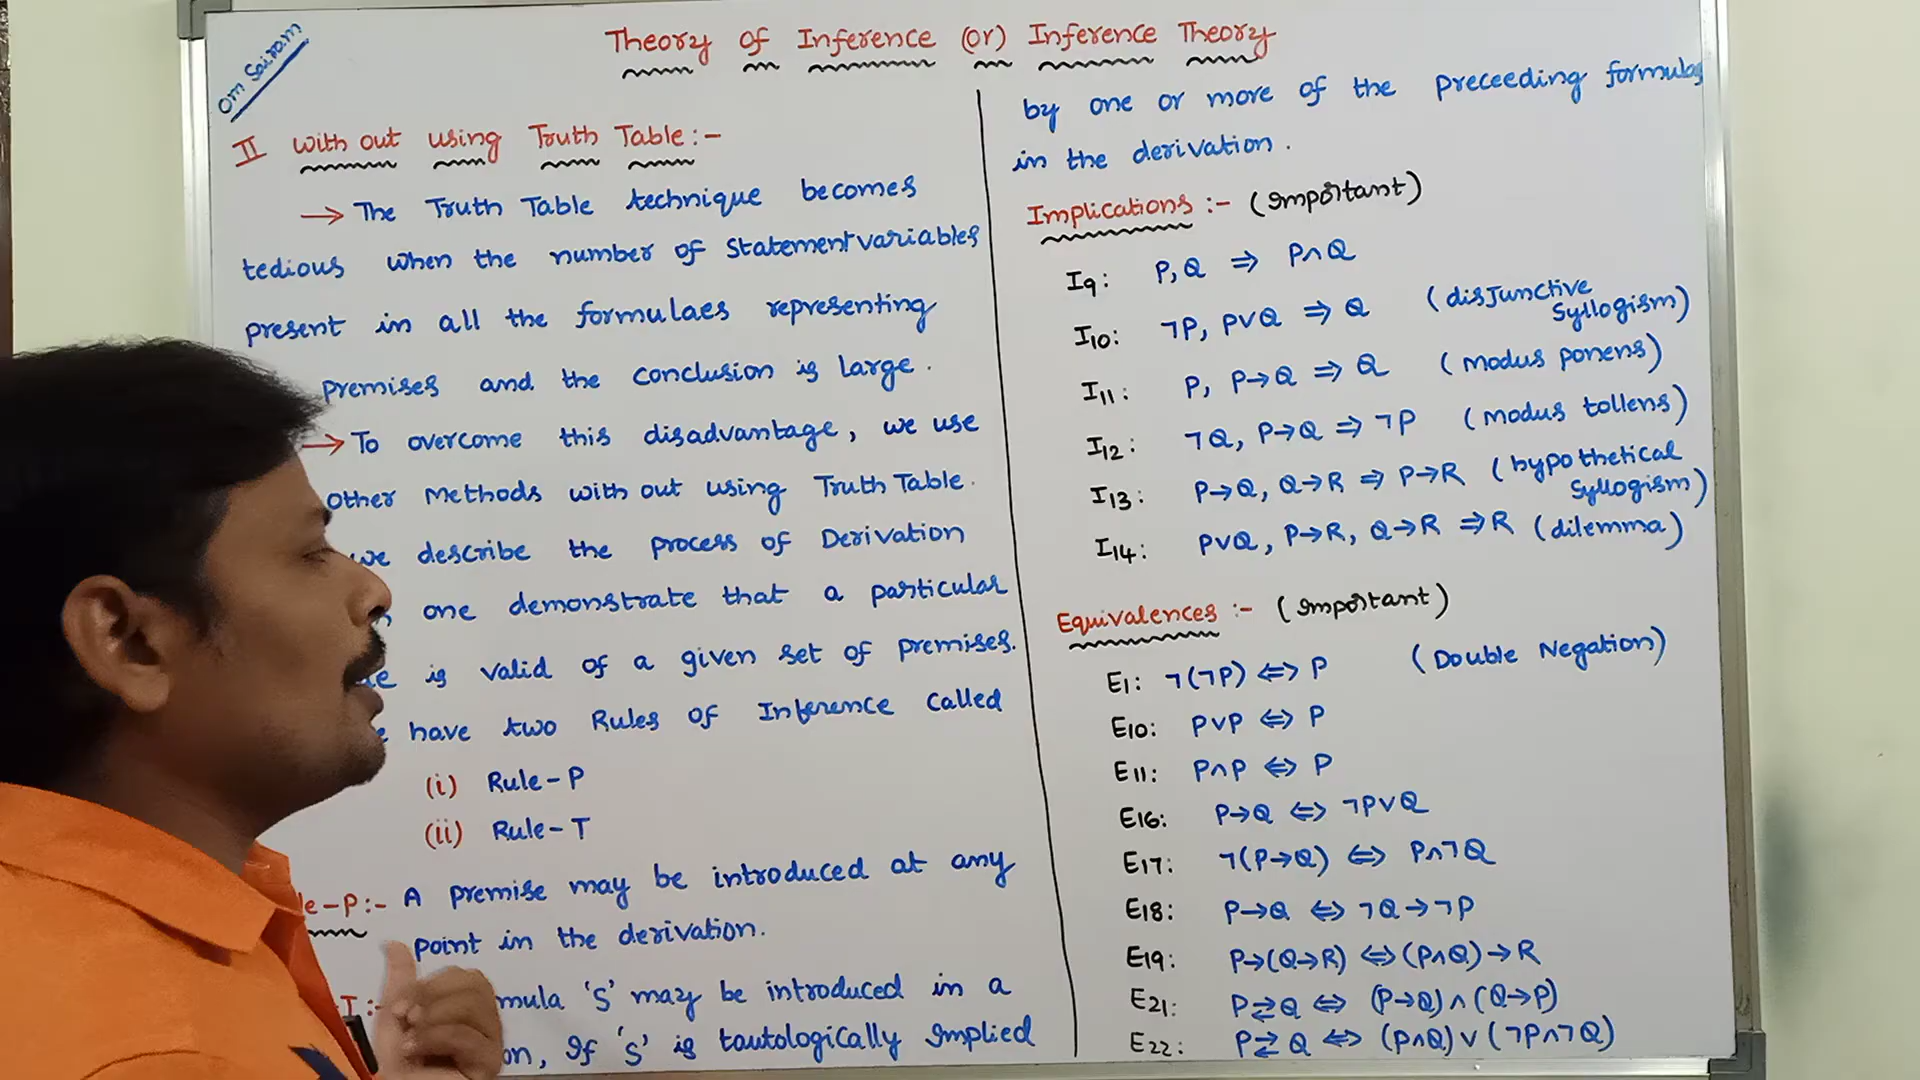 Om Sairam
Theory of Inference (or) Inference Theory
II with out using Truth Table:-
→ The Truth Table technique becomes
tedious when the number of Statement variables
present in all the formulaes representing
premises and the conclusion is large.
→ To overcome this disadvantage, we use
other Methods with out using Truth Table.
we describe the process of Derivation
one demonstrate that a particular
is valid of a given set of premises.
have two Rules of Inference called
(i) Rule-P
(ii) Rule-T
le-P:- A premise may be introduced at any
point in the derivation.
-T:- mula 'S' may be introduced in a
on, If 'S' is tautologically Implied
by one or more of the preceeding formulas
in the derivation.
Implications :- (Important)
I9: P, Q ⇒ P∧Q
I10: ¬P, P∨Q ⇒ Q (disjunctive Syllogism)
I11: P, P→Q ⇒ Q (modus ponens)
I12: ¬Q, P→Q ⇒ ¬P (modus tollens)
I13: P→Q, Q→R ⇒ P→R (hypothetical Syllogism)
I14: P∨Q, P→R, Q→R ⇒ R (dilemma)
Equivalences :- (Important)
E1: ¬(¬P) ⇔ P (Double Negation)
E10: P∨P ⇔ P
E11: P∧P ⇔ P
E16: P→Q ⇔ ¬P∨Q
E17: ¬(P→Q) ⇔ P∧¬Q
E18: P→Q ⇔ ¬Q→¬P
E19: P→(Q→R) ⇔ (P∧Q)→R
E21: P⇄Q ⇔ (P→Q)∧(Q→P)
E22: P⇄Q ⇔ (P∧Q)∨(¬P∧¬Q)